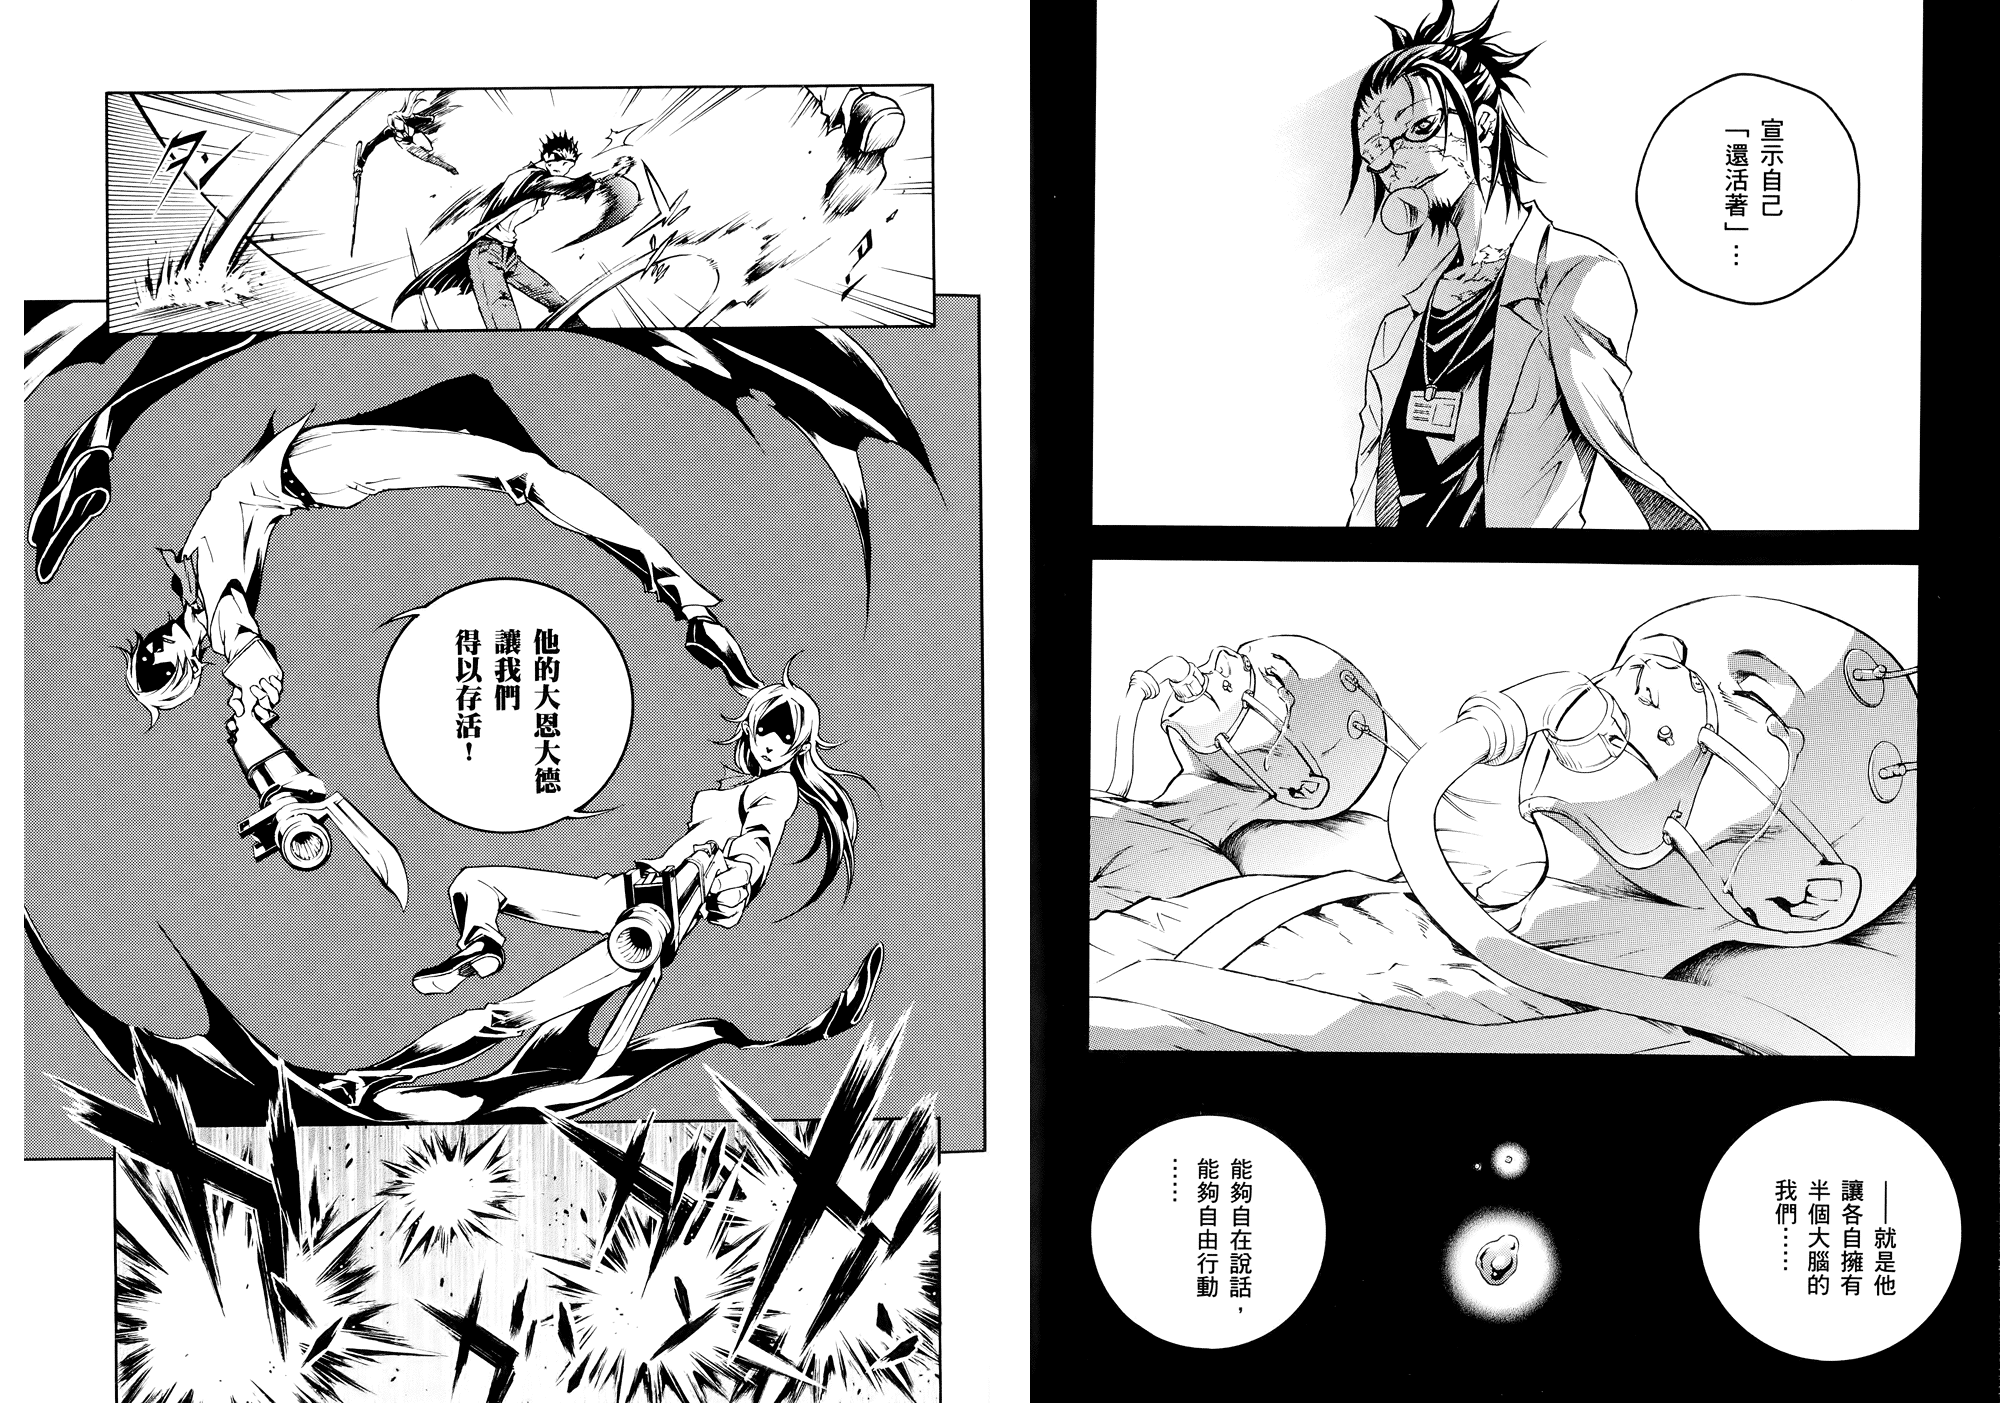 宣示自己
「還活著」…
——就是他
讓各自擁有
半個大腦的
我們……
能夠自在說話，
能夠自由行動
……
他的大恩大德
讓我們
得以存活！